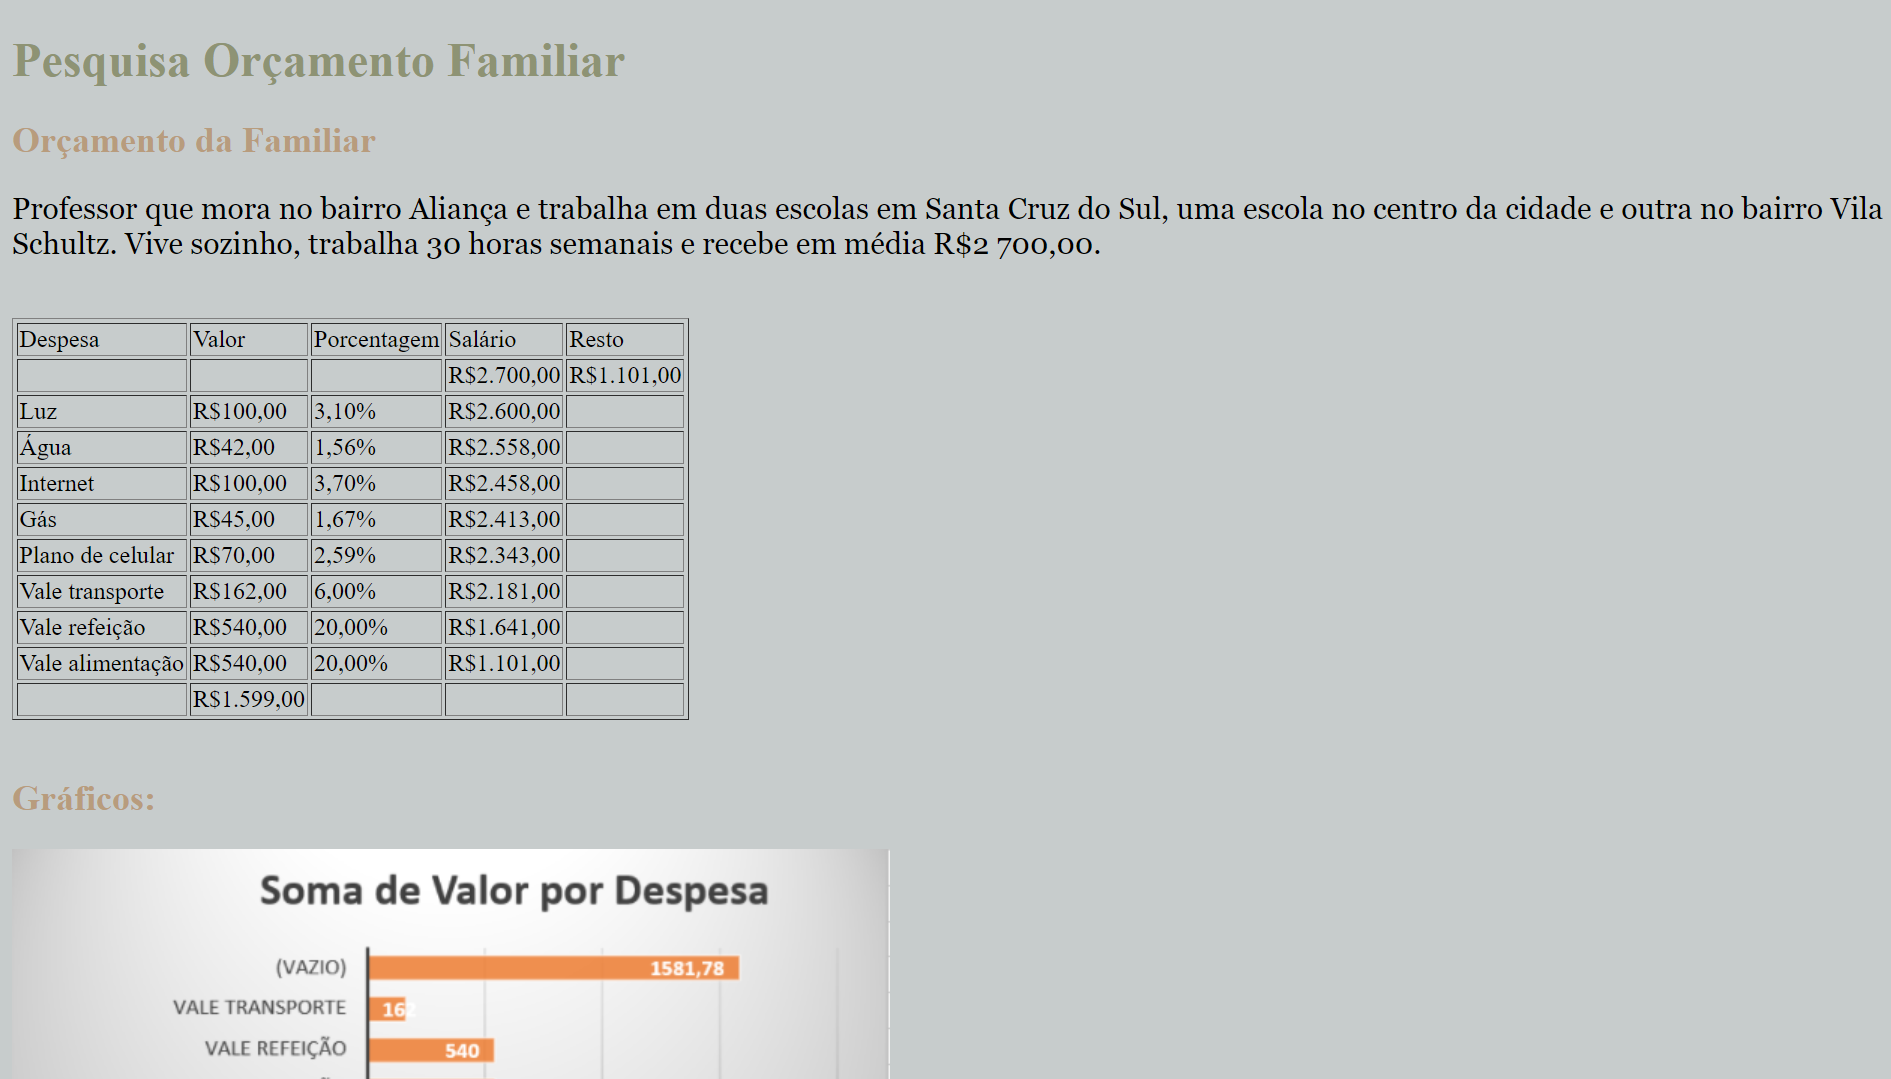 Pesquisa Orçamento Familiar
Orçamento da Familiar
Professor que mora no bairro Aliança e trabalha em duas escolas em Santa Cruz do Sul, uma escola no centro da cidade e outra no bairro Vila
Schultz. Vive sozinho, trabalha 30 horas semanais e recebe em média R$2 700,00.
Despesa Valor Porcentagem Salário Resto
R$2.700,00 R$1.101,00
Luz R$100,00 3,10% R$2.600,00
Água R$42,00 1,56% R$2.558,00
Internet R$100,00 3,70% R$2.458,00
Gás R$45,00 1,67% R$2.413,00
Plano de celular R$70,00 2,59% R$2.343,00
Vale transporte R$162,00 6,00% R$2.181,00
Vale refeição R$540,00 20,00% R$1.641,00
Vale alimentação R$540,00 20,00% R$1.101,00
R$1.599,00
Gráficos:
Soma de Valor por Despesa
(VAZIO) 1581,78
VALE TRANSPORTE 162
VALE REFEIÇÃO 540